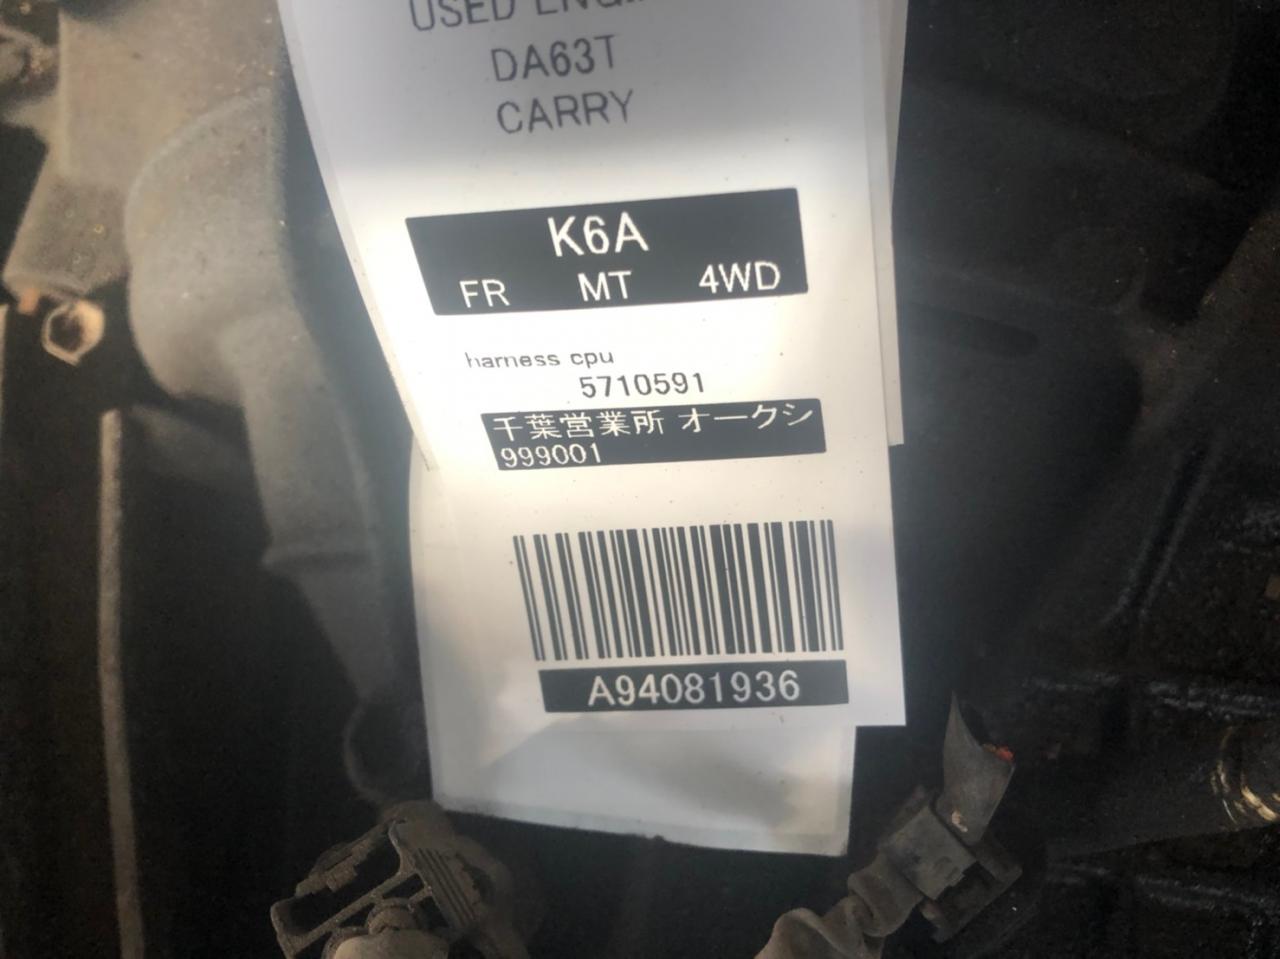 USED
DA63T
CARRY
K6A
FR MT 4WD
harness cpu
5710591
千葉営業所 オークシ
999001
A94081936